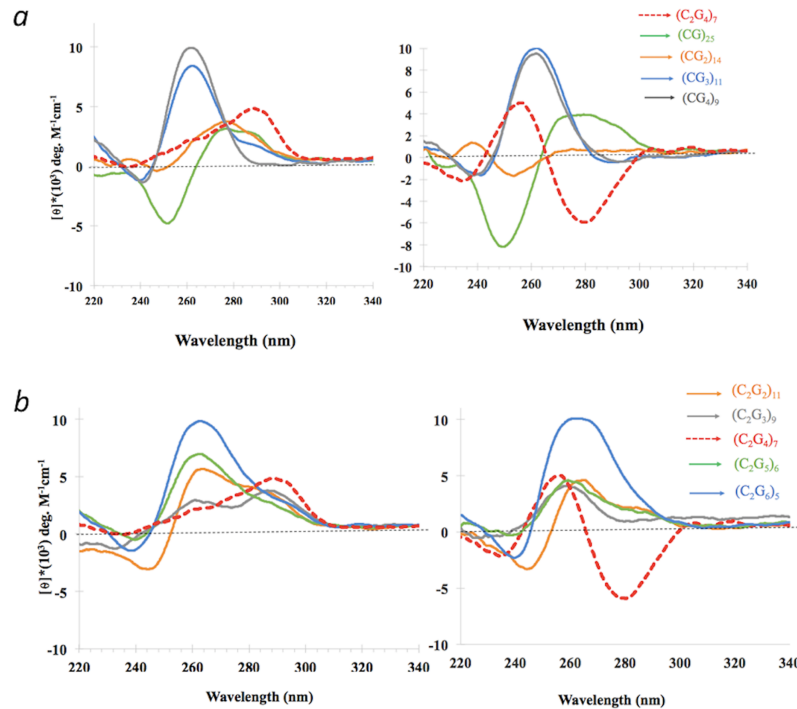 a
(C₂G₄)₇
(CG)₂₅
(CG₂)₁₄
(CG₃)₁₁
(CG₄)₉
[θ]*(10³) deg. M⁻¹cm⁻¹
10
5
0
-5
-10
220 240 260 280 300 320 340
Wavelength (nm)
10
8
6
4
2
0
-2
-4
-6
-8
-10
220 240 260 280 300 320 340
Wavelength (nm)
b
(C₂G₂)₁₁
(C₂G₃)₉
(C₂G₄)₇
(C₂G₅)₆
(C₂G₆)₅
[θ]*(10³) deg. M⁻¹cm⁻¹
10
5
0
-5
-10
220 240 260 280 300 320 340
Wavelength (nm)
10
5
0
-5
-10
220 240 260 280 300 320 340
Wavelength (nm)